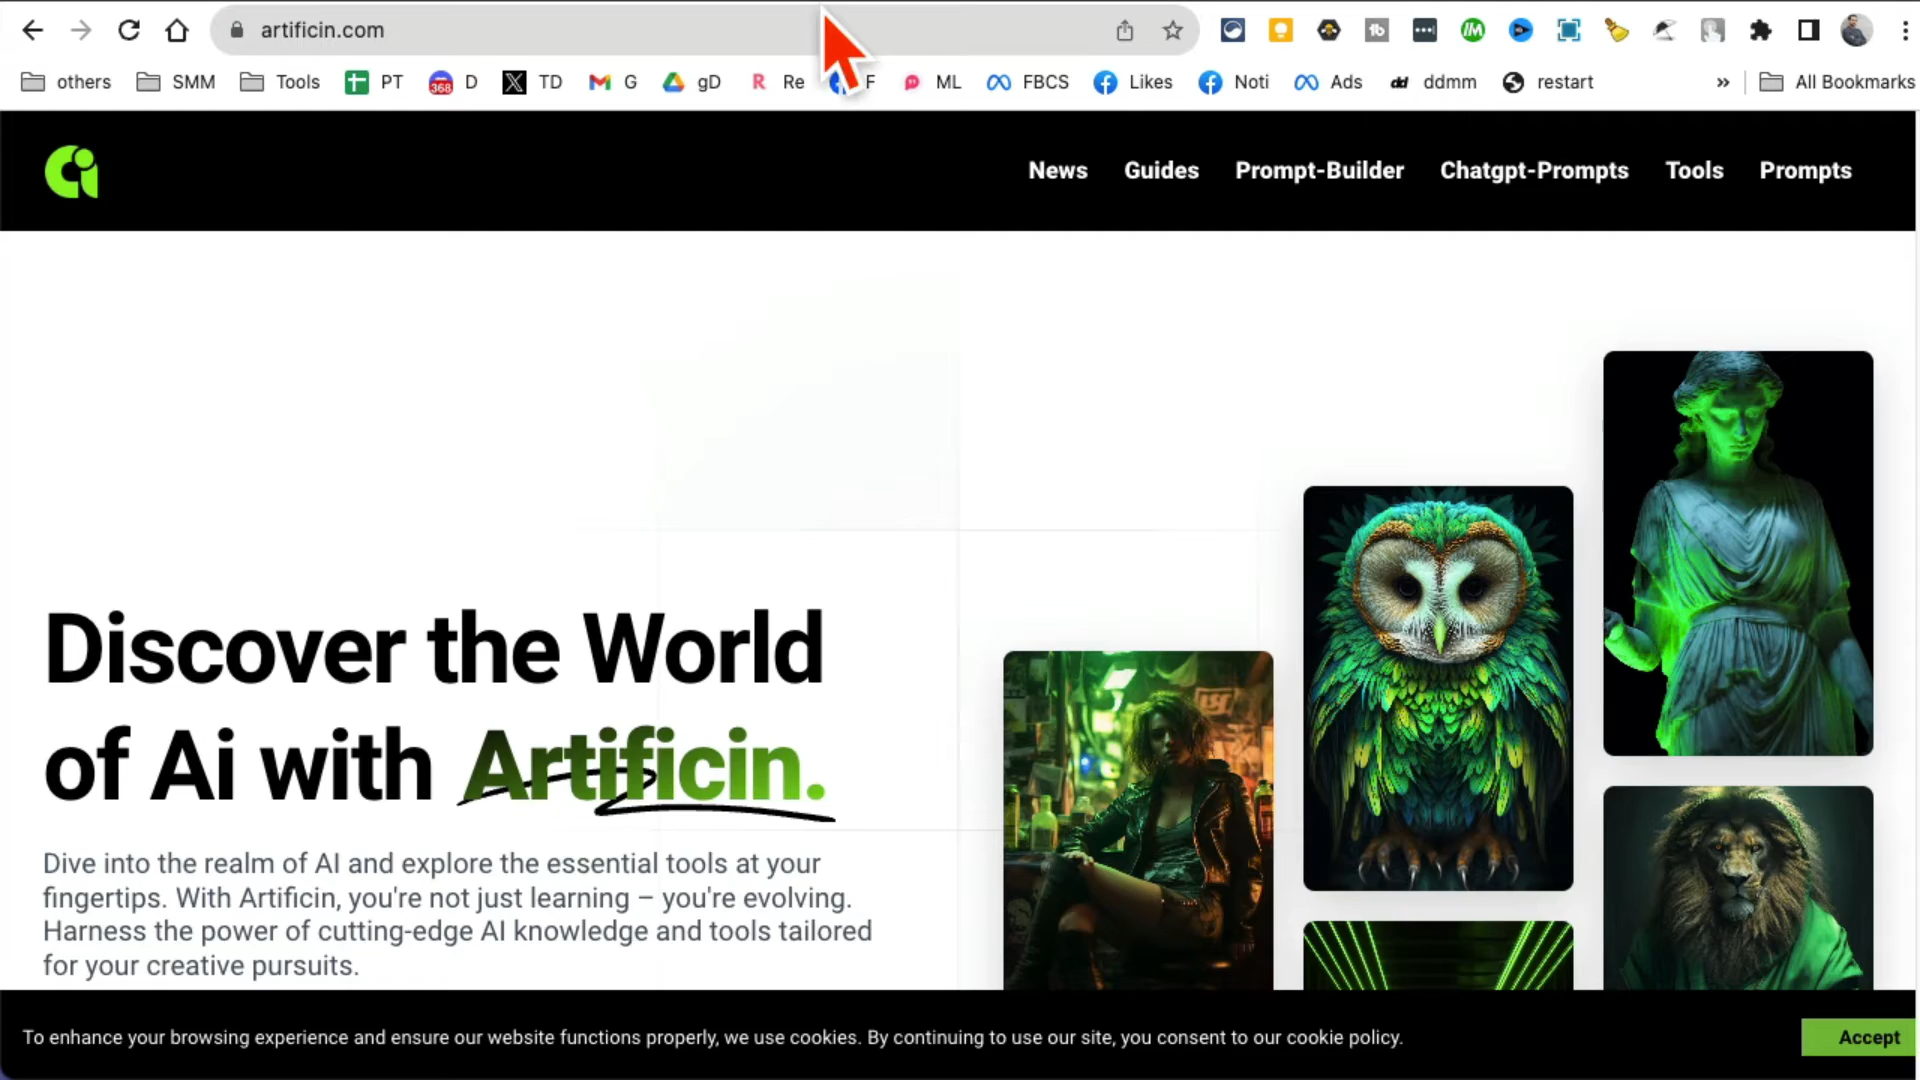 artificin.com
others SMM Tools PT D TD G gD Re F ML FBCS Likes Noti Ads ddmm restart » All Bookmarks
News Guides Prompt-Builder Chatgpt-Prompts Tools Prompts
Discover the World
of Ai with Artificin.
Dive into the realm of AI and explore the essential tools at your
fingertips. With Artificin, you're not just learning – you're evolving.
Harness the power of cutting-edge AI knowledge and tools tailored
for your creative pursuits.
To enhance your browsing experience and ensure our website functions properly, we use cookies. By continuing to use our site, you consent to our cookie policy.
Accept